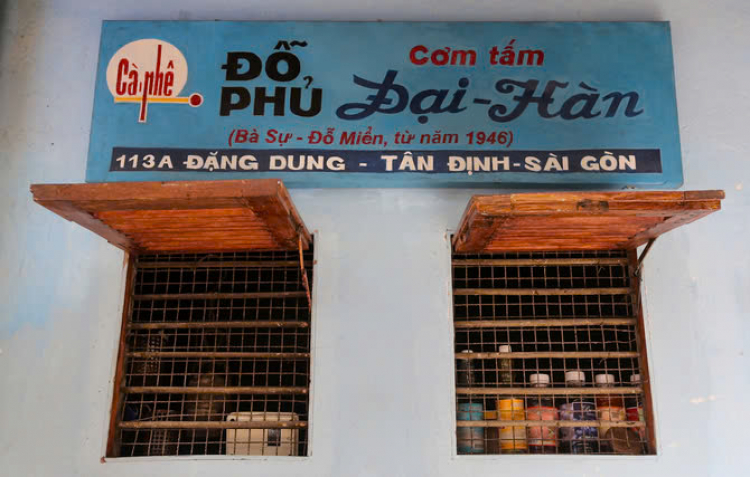 Cà phê
ĐỖ
PHỦ
Cơm tấm
Đại-Hàn
(Bà Sự - Đỗ Miễn, từ năm 1946)
113A ĐẶNG DUNG - TÂN ĐỊNH-SÀI GÒN